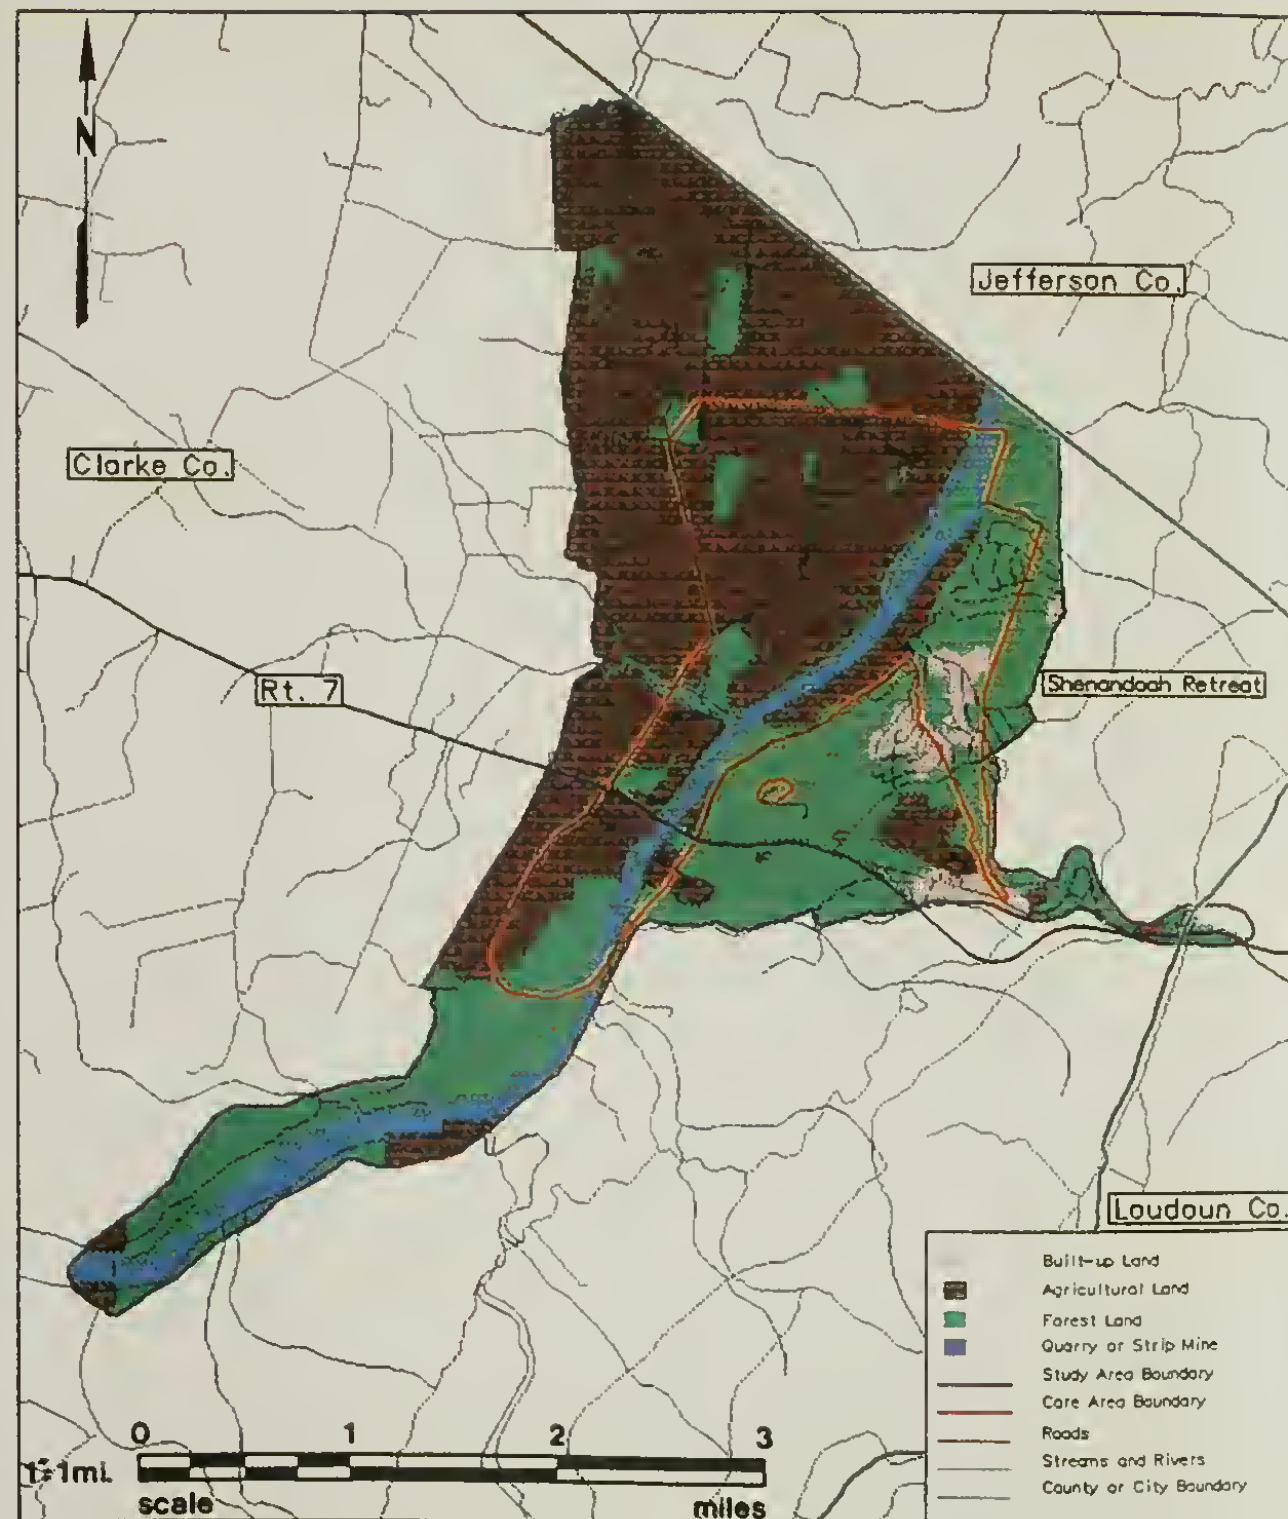 N
Jefferson Co.
Clarke Co.
Rt. 7
Shenandoah Retreat
Loudoun Co.
Built-up Land
Agricultural Land
Forest Land
Quarry or Strip Mine
Study Area Boundary
Core Area Boundary
Roads
Streams and Rivers
County or City Boundary
0 1 2 3
1"=1mi.
scale miles